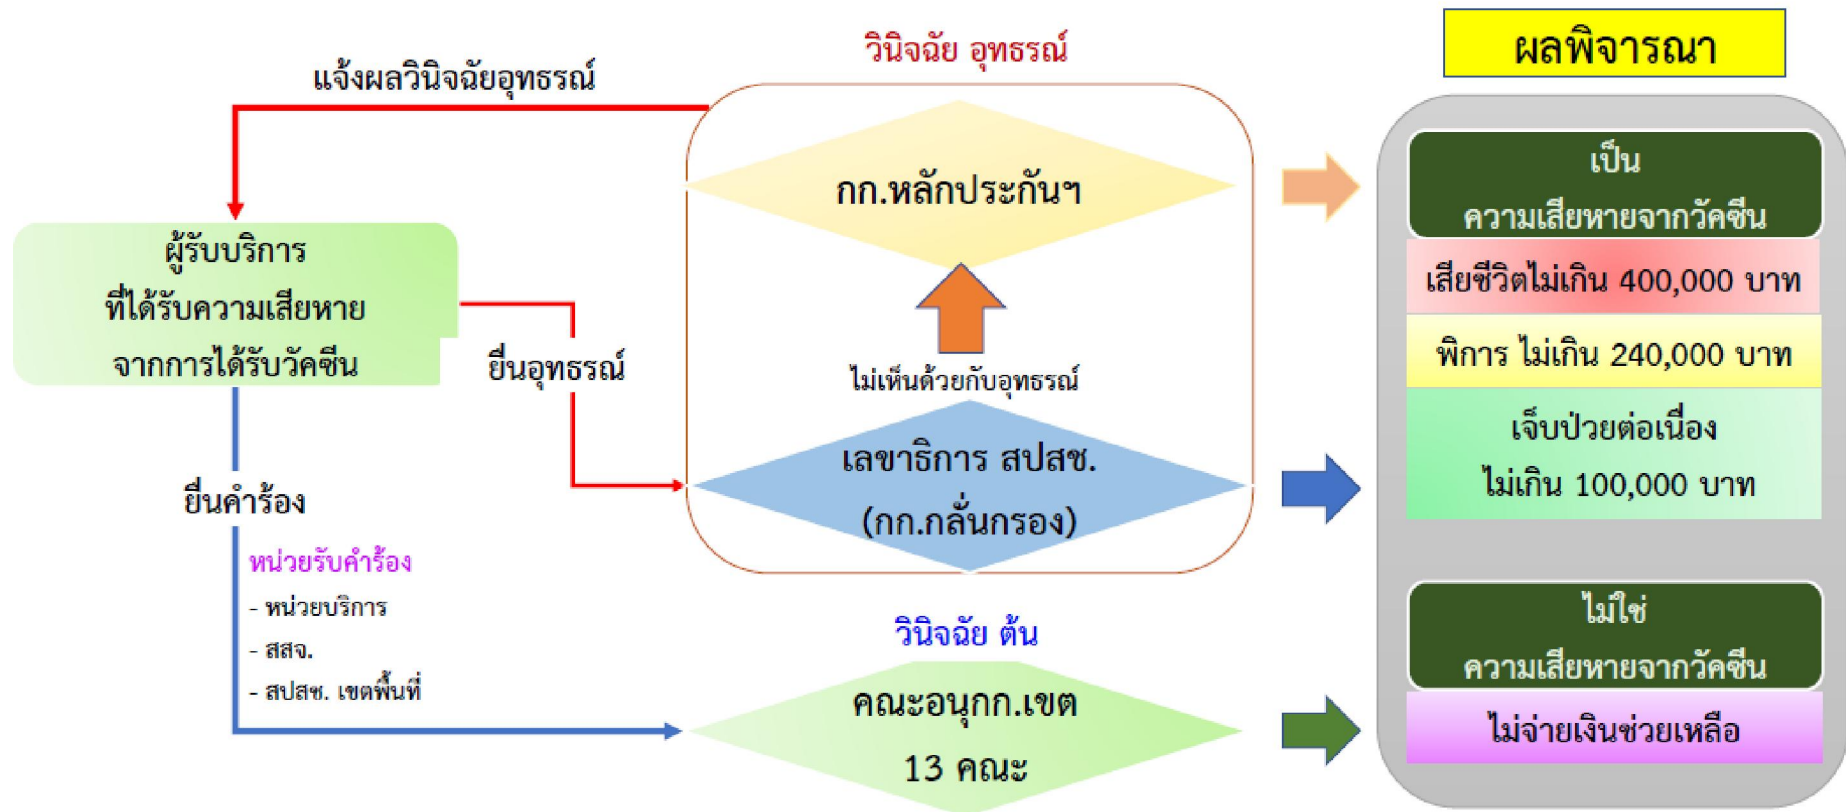 แจ้งผลวินิจฉัยอุทธรณ์
ผู้รับบริการ
ที่ได้รับความเสียหาย
จากการได้รับวัคซีน
ยื่นอุทธรณ์
ยื่นคำร้อง
หน่วยรับคำร้อง
- หน่วยบริการ
- สสจ.
- สปสช. เขตพื้นที่
วินิจฉัย อุทธรณ์
กก.หลักประกันฯ
ไม่เห็นด้วยกับอุทธรณ์
เลขาธิการ สปสช.
(กก.กลั่นกรอง)
วินิจฉัย ต้น
คณะอนุกก.เขต
13 คณะ
ผลพิจารณา
เป็น
ความเสียหายจากวัคซีน
เสียชีวิตไม่เกิน 400,000 บาท
พิการ ไม่เกิน 240,000 บาท
เจ็บป่วยต่อเนื่อง
ไม่เกิน 100,000 บาท
ไม่ใช่
ความเสียหายจากวัคซีน
ไม่จ่ายเงินช่วยเหลือ